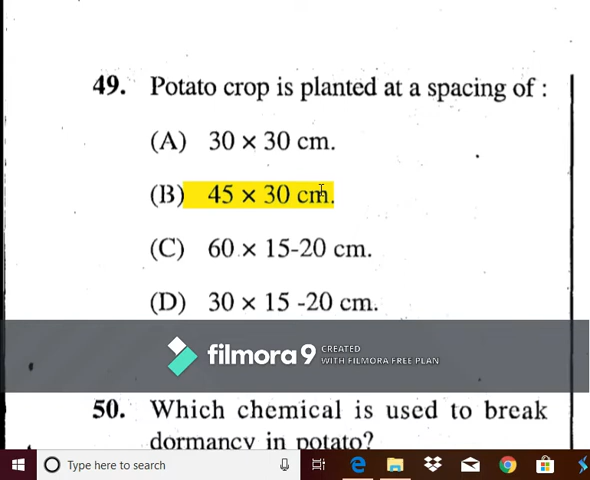 49. Potato crop is planted at a spacing of :
(A) 30 × 30 cm.
(B) 45 × 30 cm.
(C) 60 × 15-20 cm.
(D) 30 × 15 -20 cm.
filmora9 CREATED
WITH FILMORA FREE PLAN
50. Which chemical is used to break
dormancy in potato?
Type here to search